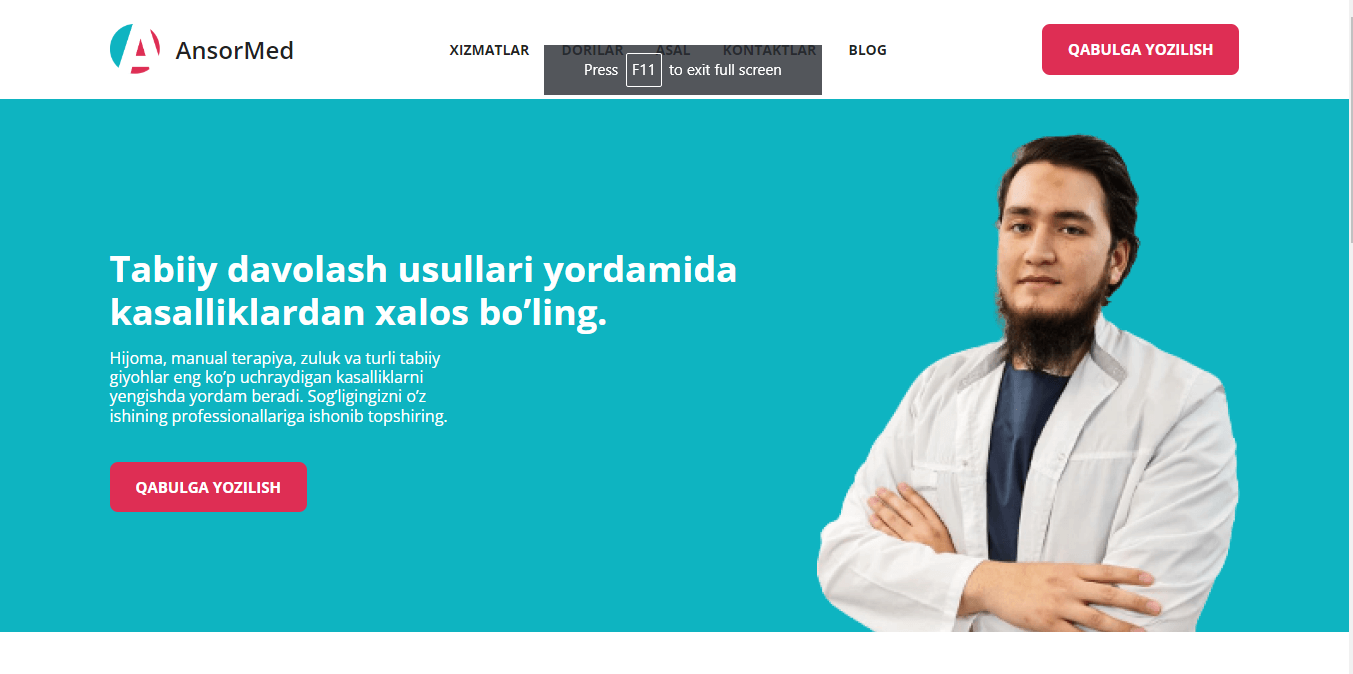 AnsorMed
XIZMATLAR DORILAR ASAL KONTAKTLAR BLOG
QABULGA YOZILISH
Press F11 to exit full screen
Tabiiy davolash usullari yordamida
kasalliklardan xalos bo’ling.
Hijoma, manual terapiya, zuluk va turli tabiiy
giyohlar eng ko’p uchraydigan kasalliklarni
yengishda yordam beradi. Sog’ligingizni o’z
ishining professionallariga ishonib topshiring.
QABULGA YOZILISH